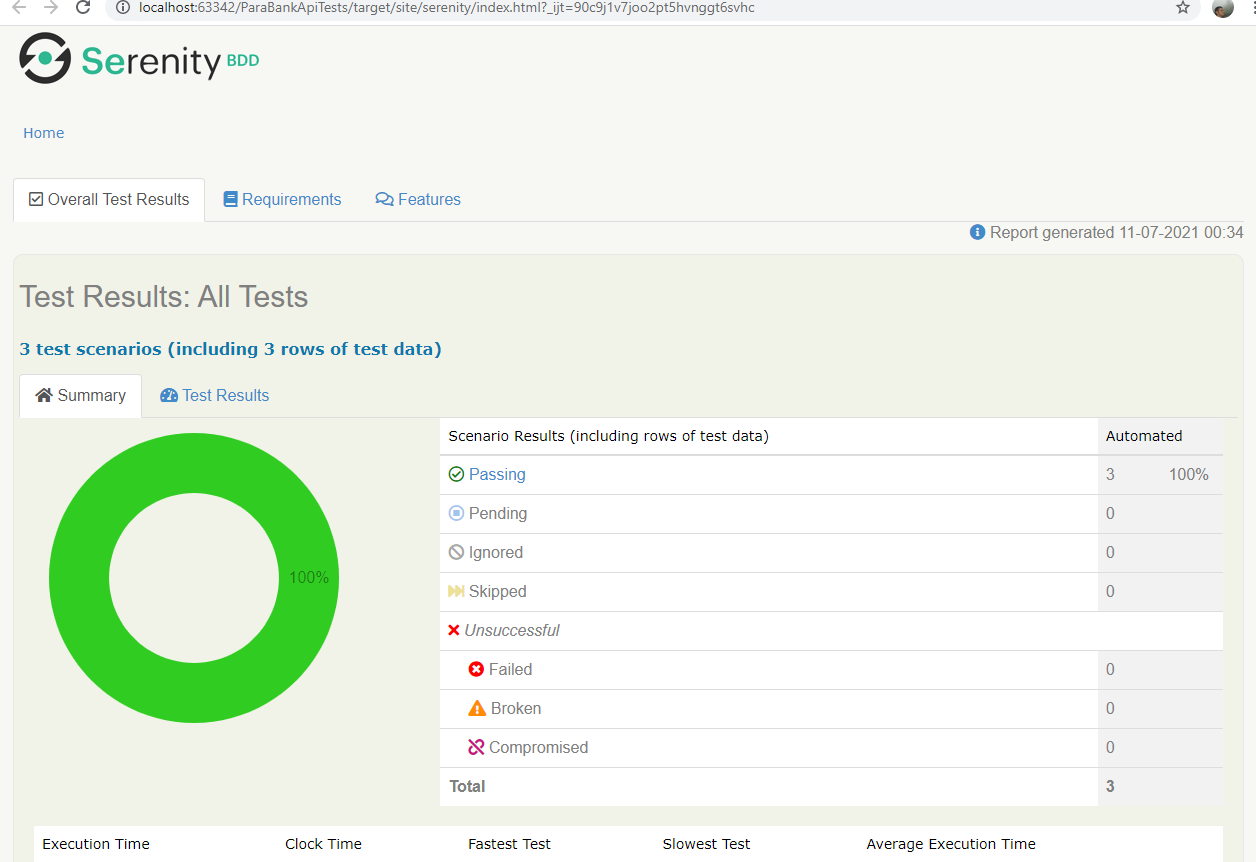 localhost:63342/ParaBankApiTests/target/site/serenity/index.html?_ijt=90c9j1v7joo2pt5hvnggt6svhc
Serenity BDD
Home
Overall Test Results Requirements Features
Report generated 11-07-2021 00:34
Test Results: All Tests
3 test scenarios (including 3 rows of test data)
Summary Test Results
Scenario Results (including rows of test data) Automated
Passing 3 100%
Pending 0
Ignored 0
100%
Skipped 0
Unsuccessful
Failed 0
Broken 0
Compromised 0
Total 3
Execution Time Clock Time Fastest Test Slowest Test Average Execution Time